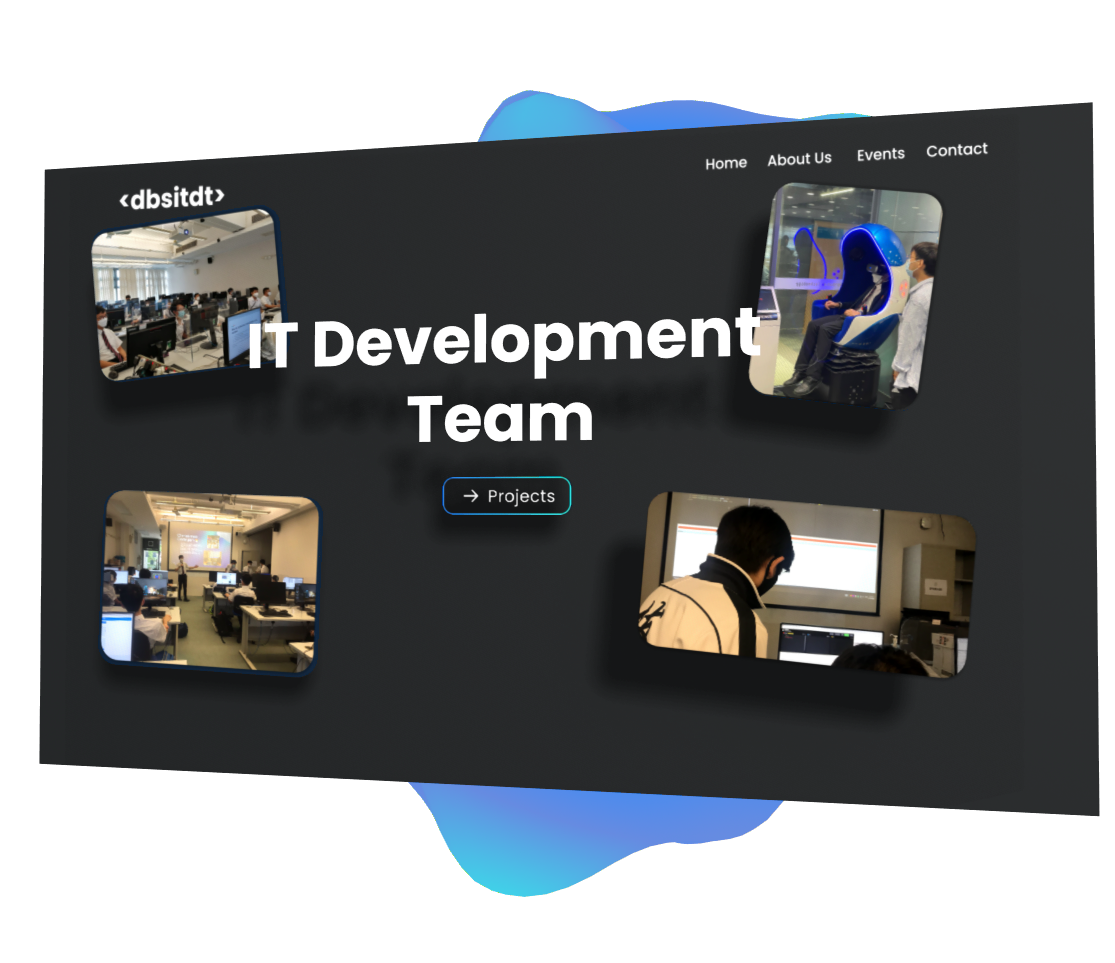 Home About Us Events Contact
‹dbsitdt›
IT Development
Team
→ Projects